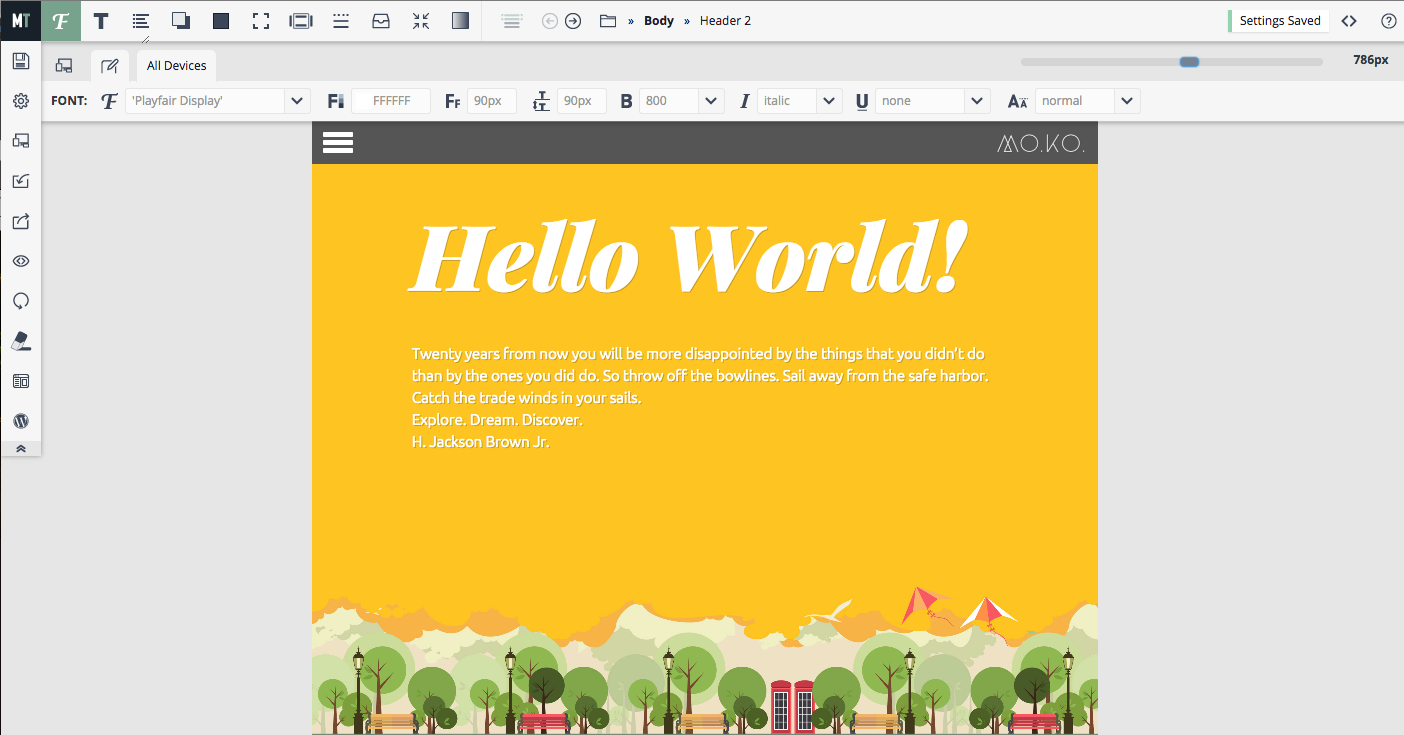 MT
Body » Header 2
Settings Saved
All Devices
786px
FONT: 'Playfair Display' FFFFFF 90px 90px B 800 I italic U none normal
MO.KO.
Hello World!
Twenty years from now you will be more disappointed by the things that you didn't do
than by the ones you did do. So throw off the bowlines. Sail away from the safe harbor.
Catch the trade winds in your sails.
Explore. Dream. Discover.
H. Jackson Brown Jr.